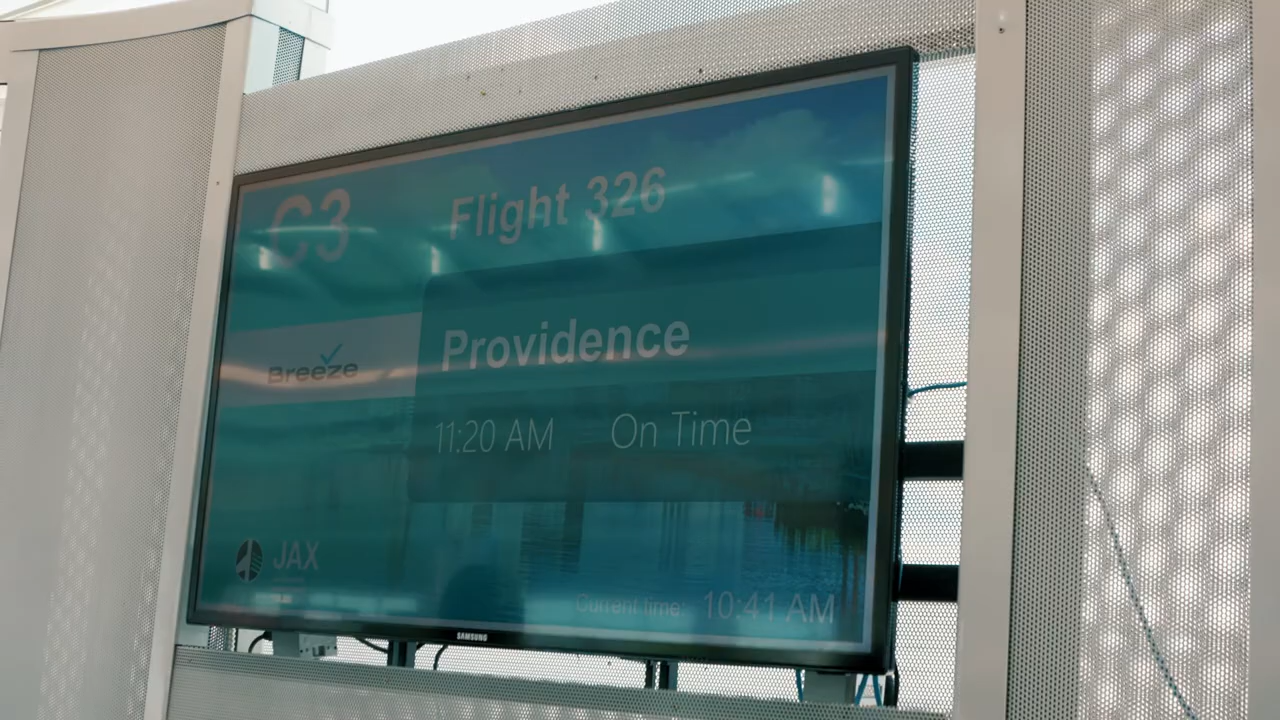 C3
Flight 326
Breeze
Providence
11:20 AM
On Time
JAX
Current time: 10:41 AM
SAMSUNG